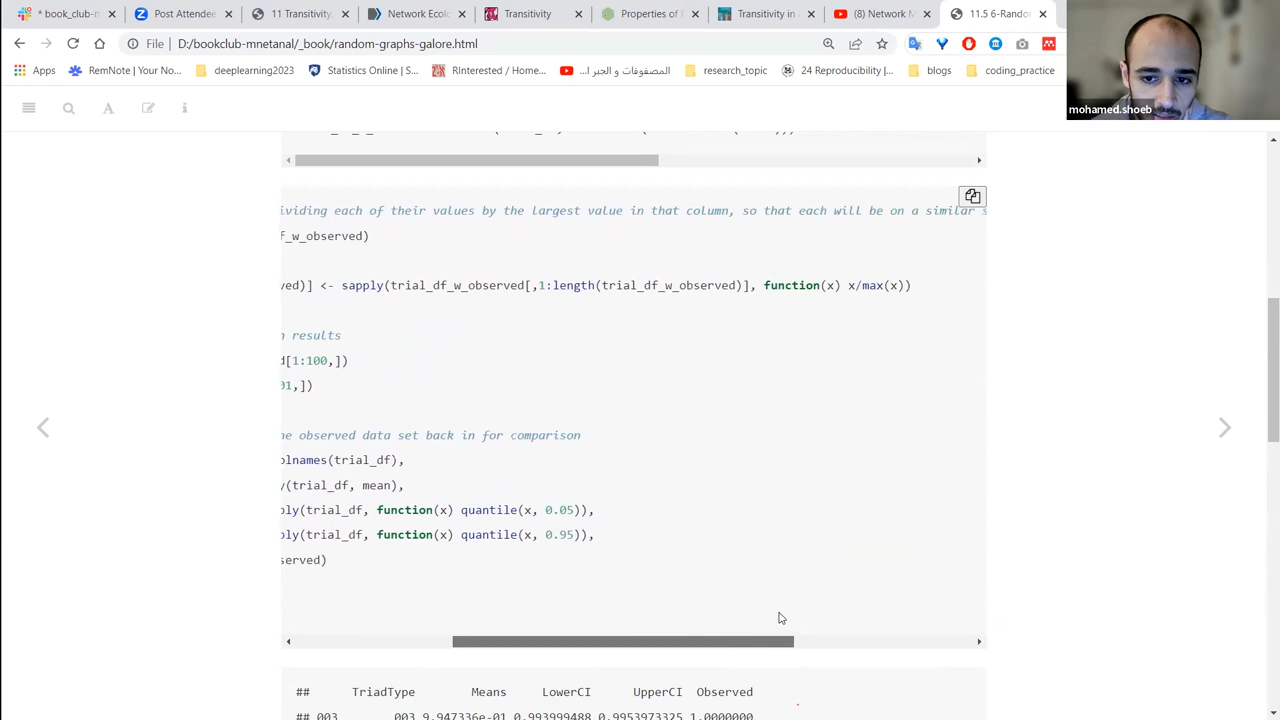 * book_club-m
Post Attendee
11 Transitivity,
Network Ecol
Transitivity
Properties of
Transitivity in
(8) Network M
11.5 6-Rando
File
D:/bookclub-mnetanal/_book/random-graphs-galore.html
Apps
RemNote | Your No...
deeplearning2023
Statistics Online | S...
RInterested / Home...
المصفوفات و الجبر ا...
research_topic
24 Reproducibility |...
blogs
coding_practice
mohamed.shoeb
ividing each of their values by the largest value in that column, so that each will be on a similar s
f_w_observed)
ved)] <- sapply(trial_df_w_observed[,1:length(trial_df_w_observed)], function(x) x/max(x))
n results
d[1:100,])
01,])
he observed data set back in for comparison
olnames(trial_df),
y(trial_df, mean),
ply(trial_df, function(x) quantile(x, 0.05)),
ply(trial_df, function(x) quantile(x, 0.95)),
served)
## TriadType Means LowerCI UpperCI Observed
## 003 003 9.947336e-01 0.993999488 0.9953973325 1.0000000